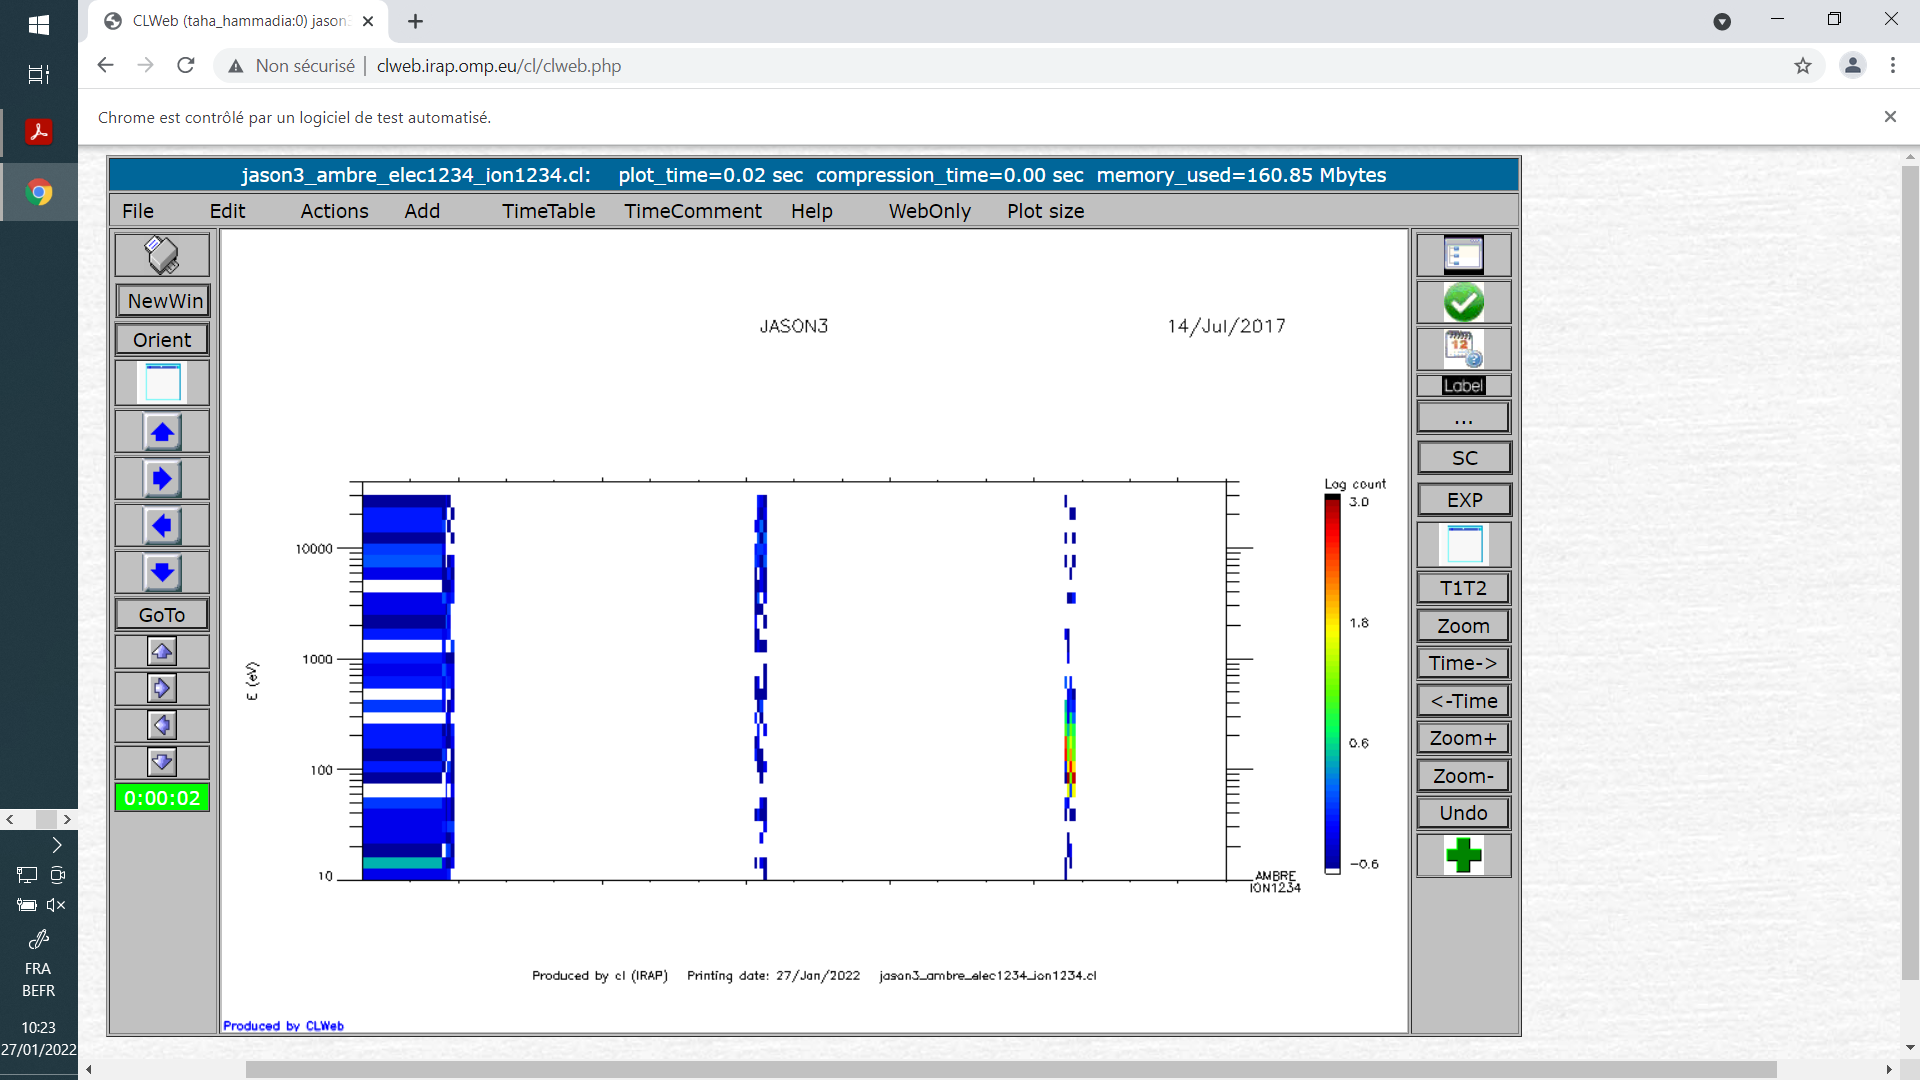 CLWeb (taha_hammadia:0) jason3
Non sécurisé | clweb.irap.omp.eu/cl/clweb.php
Chrome est contrôlé par un logiciel de test automatisé.
jason3_ambre_elec1234_ion1234.cl: plot_time=0.02 sec compression_time=0.00 sec memory_used=160.85 Mbytes
File Edit Actions Add TimeTable TimeComment Help WebOnly Plot size
NewWin
Orient
GoTo
0:00:02
JASON3 14/Jul/2017
10000
1000
100
10
E (eV)
AMBRE
ION1234
Log count
3.0
1.8
0.6
-0.6
Produced by cl (IRAP) Printing date: 27/Jan/2022 jason3_ambre_elec1234_ion1234.cl
Produced by CLWeb
12
Label
...
SC
EXP
T1T2
Zoom
Time->
<-Time
Zoom+
Zoom-
Undo
FRA
BEFR
10:23
27/01/2022